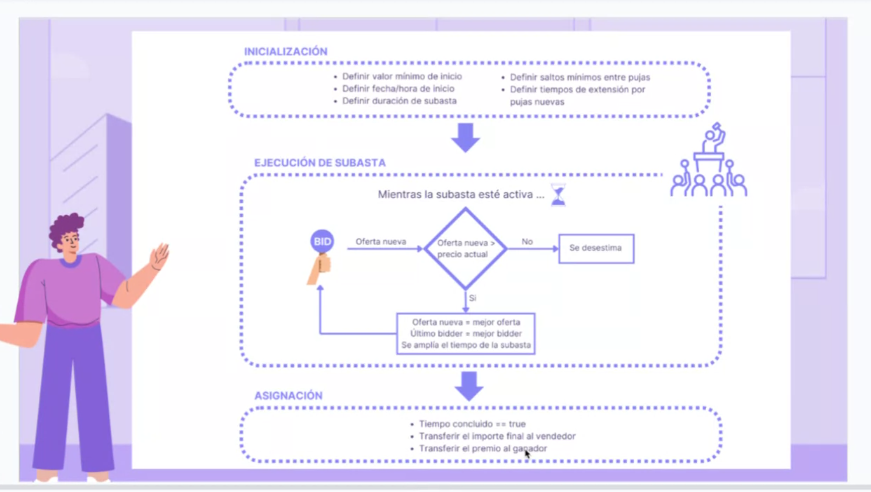 INICIALIZACIÓN
• Definir valor mínimo de inicio
• Definir fecha/hora de inicio
• Definir duración de subasta
• Definir saltos mínimos entre pujas
• Definir tiempos de extensión por
pujas nuevas
EJECUCIÓN DE SUBASTA
Mientras la subasta esté activa ...
BID
Oferta nueva
Oferta nueva >
precio actual
No
Se desestima
Si
Oferta nueva = mejor oferta
Último bidder = mejor bidder
Se amplía el tiempo de la subasta
ASIGNACIÓN
• Tiempo concluido == true
• Transferir el importe final al vendedor
• Transferir el premio al ganador